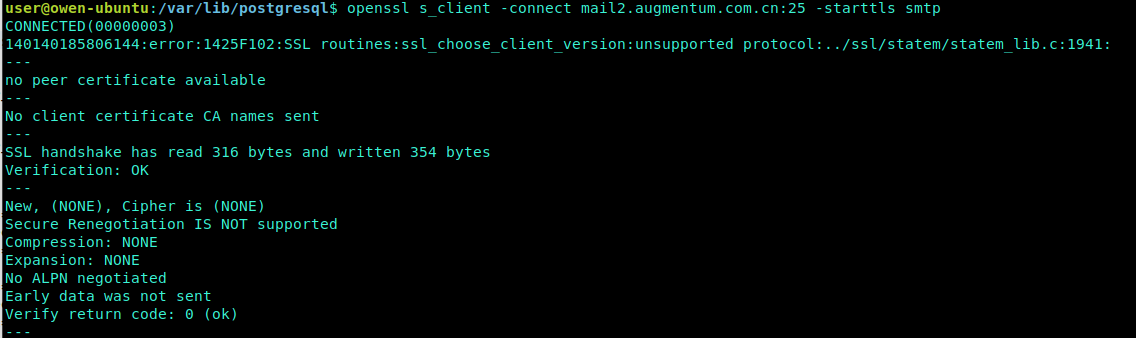 user@owen-ubuntu:/var/lib/postgresql$ openssl s_client -connect mail2.augmentum.com.cn:25 -starttls smtp
CONNECTED(00000003)
140140185806144:error:1425F102:SSL routines:ssl_choose_client_version:unsupported protocol:../ssl/statem/statem_lib.c:1941:
---
no peer certificate available
---
No client certificate CA names sent
---
SSL handshake has read 316 bytes and written 354 bytes
Verification: OK
---
New, (NONE), Cipher is (NONE)
Secure Renegotiation IS NOT supported
Compression: NONE
Expansion: NONE
No ALPN negotiated
Early data was not sent
Verify return code: 0 (ok)
---